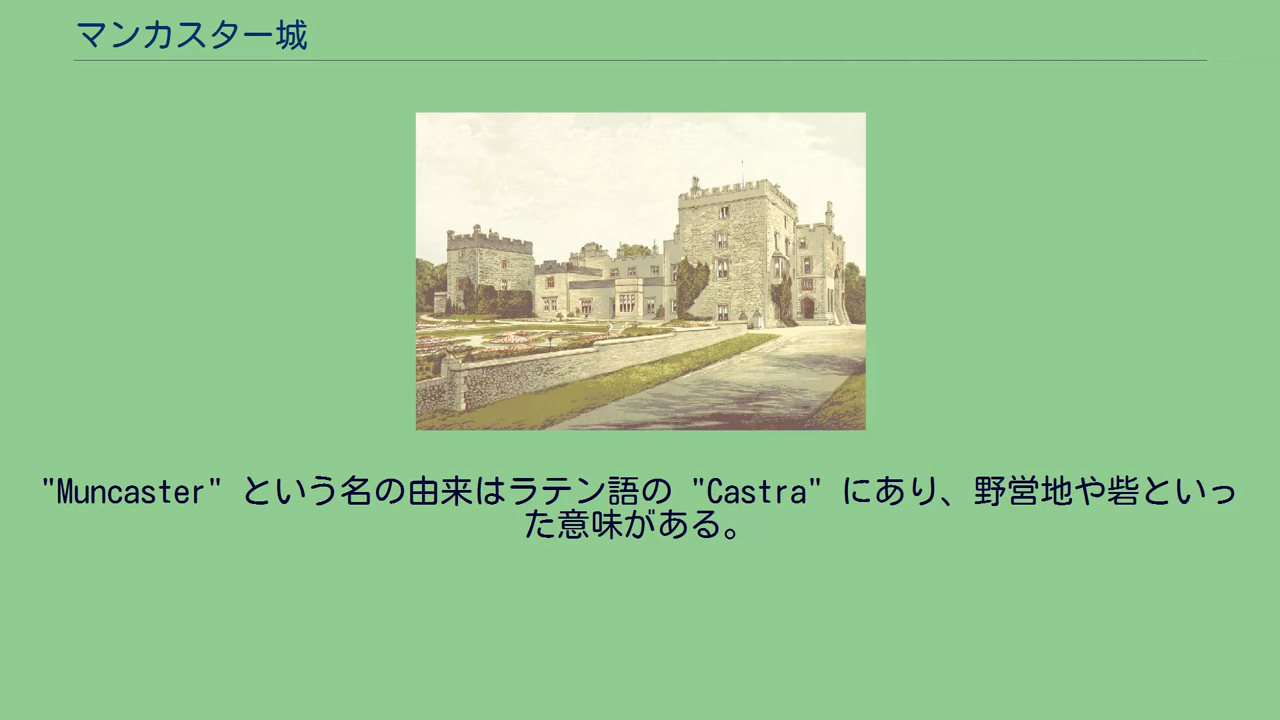 マンカスター城
"Muncaster" という名の由来はラテン語の "Castra" にあり、野営地や砦といっ
た意味がある。